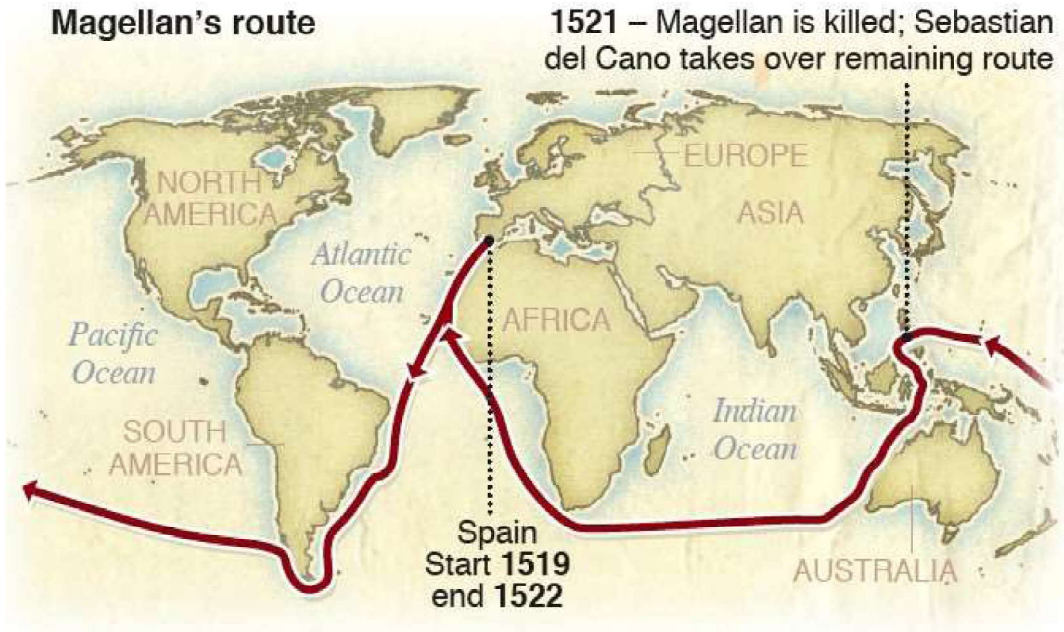 Magellan's route
1521 – Magellan is killed; Sebastian
del Cano takes over remaining route
NORTH
AMERICA
EUROPE
ASIA
Atlantic
Ocean
AFRICA
Pacific
Ocean
SOUTH
AMERICA
Indian
Ocean
Spain
Start 1519
end 1522
AUSTRALIA